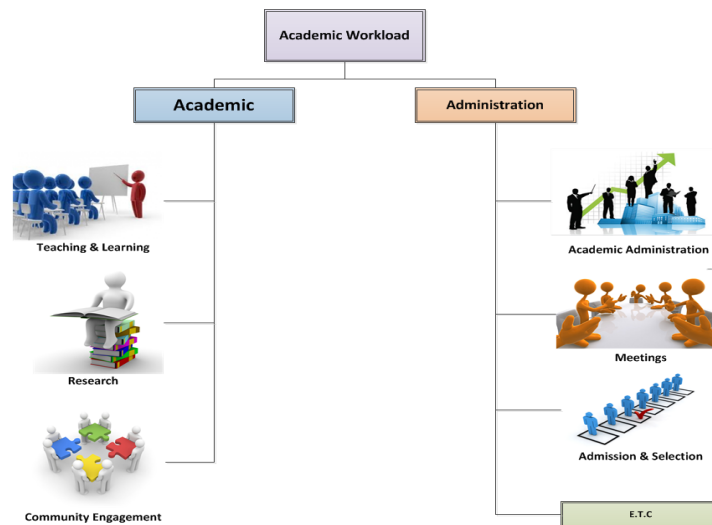 Academic Workload
Academic
Administration
Teaching & Learning
Academic Administration
Research
Meetings
Community Engagement
Admission & Selection
E.T.C